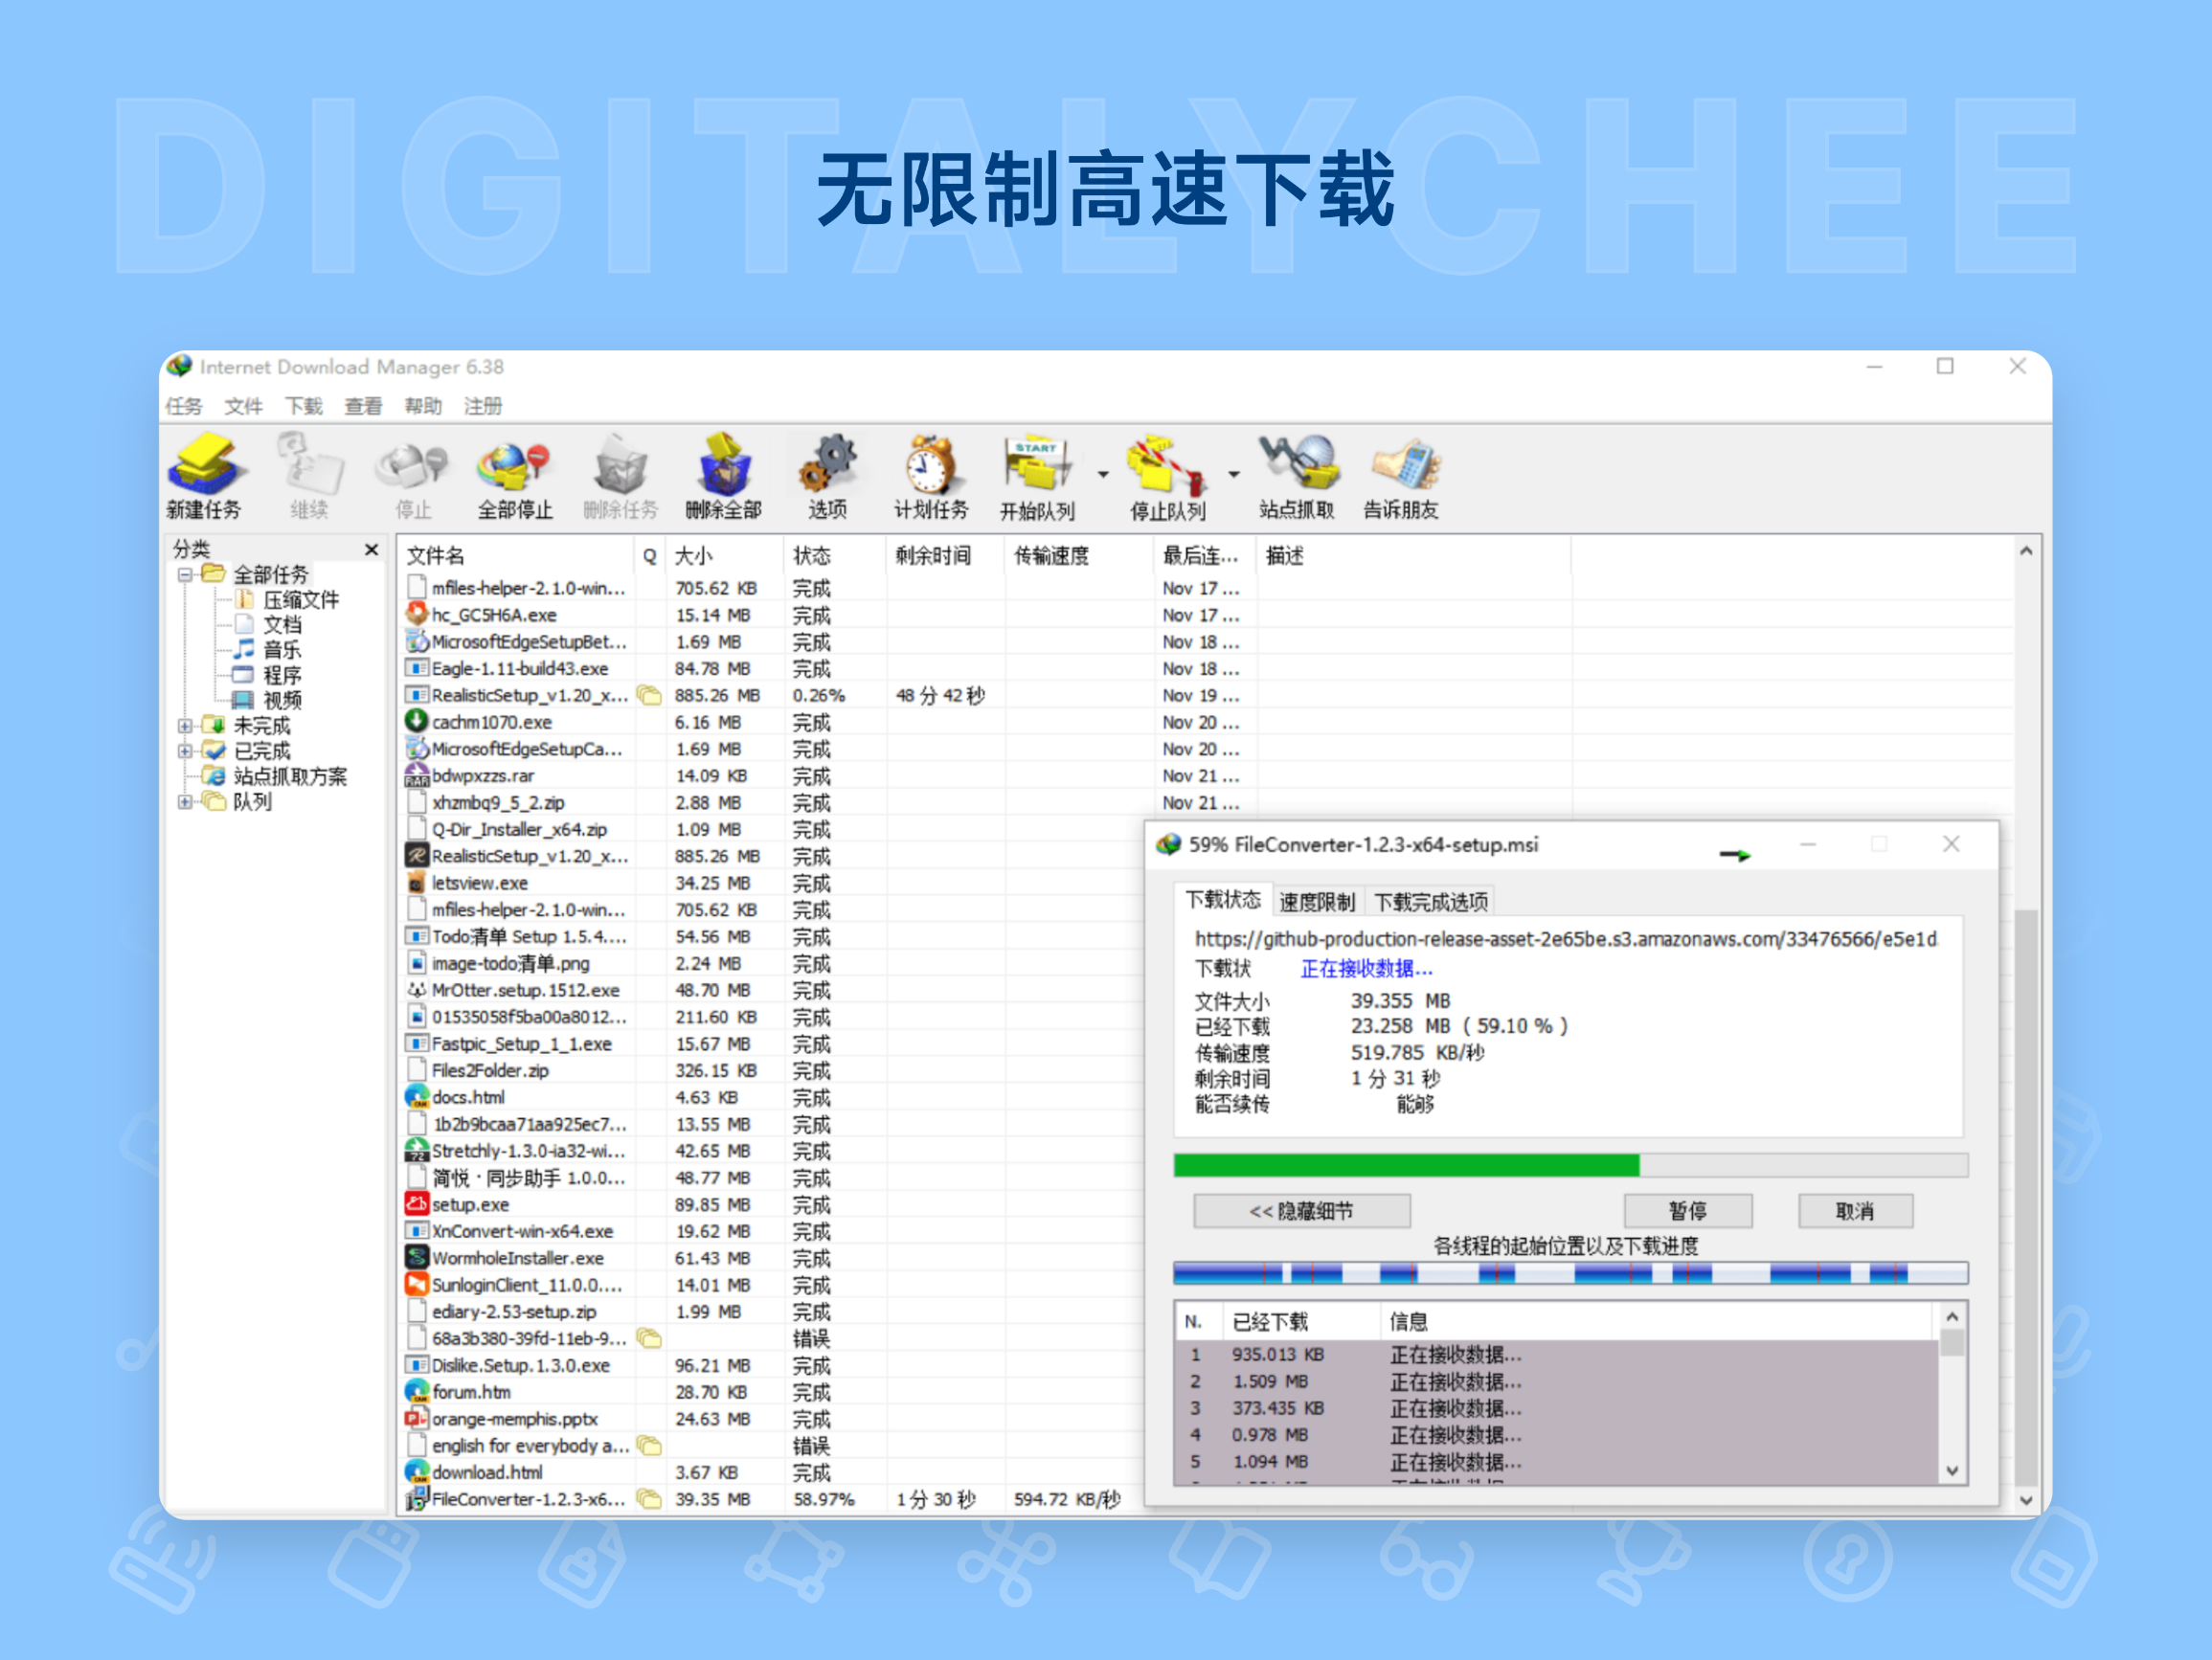 DIGITALYCHEE
无限制高速下载
Internet Download Manager 6.38
任务 文件 下载 查看 帮助 注册
START
新建任务 继续 停止 全部停止 删除任务 删除全部 选项 计划任务 开始队列 停止队列 站点抓取 告诉朋友
分类
全部任务
压缩文件
文档
音乐
程序
视频
未完成
已完成
站点抓取方案
队列
文件名 Q 大小 状态 剩余时间 传输速度 最后连... 描述
mfiles-helper-2.1.0-win... 705.62 KB 完成 Nov 17 ...
hc_GC5H6A.exe 15.14 MB 完成 Nov 17 ...
MicrosoftEdgeSetupBet... 1.69 MB 完成 Nov 18 ...
Eagle-1.11-build43.exe 84.78 MB 完成 Nov 18 ...
RealisticSetup_v1.20_x... 885.26 MB 0.26% 48 分 42 秒 Nov 19 ...
cachm1070.exe 6.16 MB 完成 Nov 20 ...
MicrosoftEdgeSetupCa... 1.69 MB 完成 Nov 20 ...
bdwpxzzs.rar 14.09 KB 完成 Nov 21 ...
xhzmbq9_5_2.zip 2.88 MB 完成 Nov 21 ...
Q-Dir_Installer_x64.zip 1.09 MB 完成
RealisticSetup_v1.20_x... 885.26 MB 完成
letsview.exe 34.25 MB 完成
mfiles-helper-2.1.0-win... 705.62 KB 完成
Todo清单 Setup 1.5.4.... 54.56 MB 完成
image-todo清单.png 2.24 MB 完成
MrOtter.setup.1512.exe 48.70 MB 完成
01535058f5ba00a8012... 211.60 KB 完成
Fastpic_Setup_1_1.exe 15.67 MB 完成
Files2Folder.zip 326.15 KB 完成
docs.html 4.63 KB 完成
1b2b9bcaa71aa925ec7... 13.55 MB 完成
Stretchly-1.3.0-ia32-wi... 42.65 MB 完成
简悦 · 同步助手 1.0.0... 48.77 MB 完成
setup.exe 89.85 MB 完成
XnConvert-win-x64.exe 19.62 MB 完成
WormholeInstaller.exe 61.43 MB 完成
SunloginClient_11.0.0.... 14.01 MB 完成
ediary-2.53-setup.zip 1.99 MB 完成
68a3b380-39fd-11eb-9... 错误
Dislike.Setup.1.3.0.exe 96.21 MB 完成
forum.htm 28.70 KB 完成
orange-memphis.pptx 24.63 MB 完成
english for everybody a... 错误
download.html 3.67 KB 完成
FileConverter-1.2.3-x6... 39.35 MB 58.97% 1 分 30 秒 594.72 KB/秒
59% FileConverter-1.2.3-x64-setup.msi
下载状态 速度限制 下载完成选项
https://github-production-release-asset-2e65be.s3.amazonaws.com/33476566/e5e1d
下载状 正在接收数据...
文件大小 39.355 MB
已经下载 23.258 MB ( 59.10 % )
传输速度 519.785 KB/秒
剩余时间 1 分 31 秒
能否续传 能够
<< 隐藏细节 暂停 取消
各线程的起始位置以及下载进度
N. 已经下载 信息
1 935.013 KB 正在接收数据...
2 1.509 MB 正在接收数据...
3 373.435 KB 正在接收数据...
4 0.978 MB 正在接收数据...
5 1.094 MB 正在接收数据...